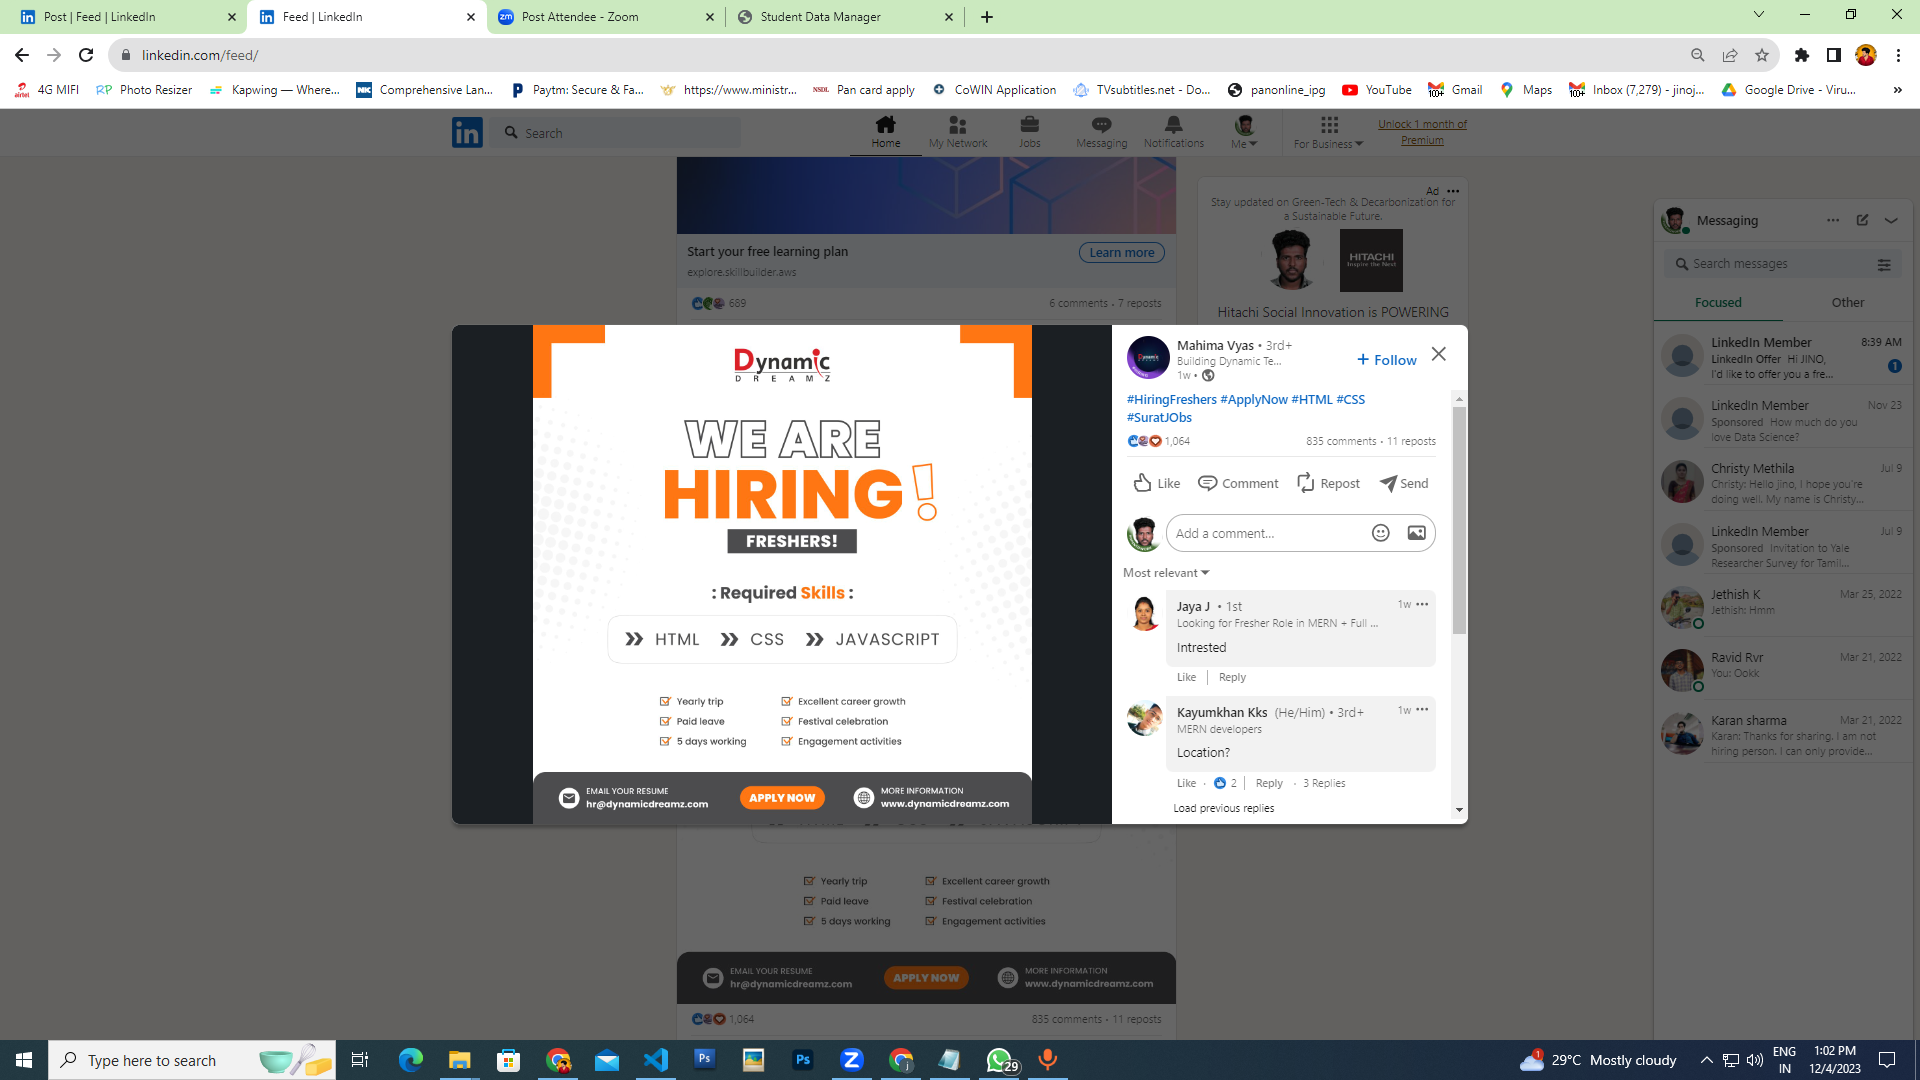 Post | Feed | LinkedIn
Feed | LinkedIn
Post Attendee - Zoom
Student Data Manager
linkedin.com/feed/
4G MIFI
Photo Resizer
Kapwing — Where...
Comprehensive Lan...
Paytm: Secure & Fa...
https://www.ministr...
Pan card apply
CoWIN Application
TVsubtitles.net - Do...
panonline_ipg
YouTube
Gmail
Maps
Inbox (7,279) - jinoj...
Google Drive - Viru...
»
Search
Home
My Network
Jobs
Messaging
Notifications
Me
For Business
Unlock 1 month of
Premium
Start your free learning plan
explore.skillbuilder.aws
Learn more
689
6 comments • 7 reposts
Ad
Stay updated on Green-Tech & Decarbonization for
a Sustainable Future.
HITACHI
Inspire the Next
Hitachi Social Innovation is POWERING
Dynamic
DREAMZ
WE ARE
HIRING!
FRESHERS!
: Required Skills :
HTML CSS JAVASCRIPT
Yearly trip
Excellent career growth
Paid leave
Festival celebration
5 days working
Engagement activities
EMAIL YOUR RESUME
hr@dynamicdreamz.com
APPLY NOW
MORE INFORMATION
www.dynamicdreamz.com
Mahima Vyas • 3rd+
Building Dynamic Te...
1w •
+ Follow
#HiringFreshers #ApplyNow #HTML #CSS
#SuratJObs
1,064
835 comments • 11 reposts
Like
Comment
Repost
Send
Add a comment...
Most relevant
Jaya J • 1st
1w
Looking for Fresher Role in MERN + Full ...
Intrested
Like | Reply
Kayumkhan Kks (He/Him) • 3rd+
1w
MERN developers
Location?
Like • 2 | Reply • 3 Replies
Load previous replies
Yearly trip
Excellent career growth
Paid leave
Festival celebration
5 days working
Engagement activities
EMAIL YOUR RESUME
hr@dynamicdreamz.com
APPLY NOW
MORE INFORMATION
www.dynamicdreamz.com
1,064
835 comments • 11 reposts
Messaging
Search messages
Focused
Other
LinkedIn Member
8:39 AM
LinkedIn Offer Hi JINO,
I'd like to offer you a fre...
1
LinkedIn Member
Nov 23
Sponsored How much do you
love Data Science?
Christy Methila
Jul 9
Christy: Hello jino, I hope you're
doing well. My name is Christy...
LinkedIn Member
Jul 9
Sponsored Invitation to Yale
Researcher Survey for Tamil...
Jethish K
Mar 25, 2022
Jethish: Hmm
Ravid Rvr
Mar 21, 2022
You: Ookk
Karan sharma
Mar 21, 2022
Karan: Thanks for sharing. I am not
hiring person. I can only provide...
Type here to search
29
1
29°C Mostly cloudy
ENG
IN
1:02 PM
12/4/2023